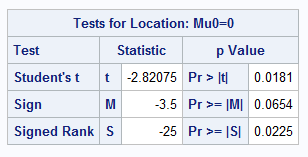 Tests for Location: Mu0=0
Test Statistic p Value
Student's t t -2.82075 Pr > |t| 0.0181
Sign M -3.5 Pr >= |M| 0.0654
Signed Rank S -25 Pr >= |S| 0.0225